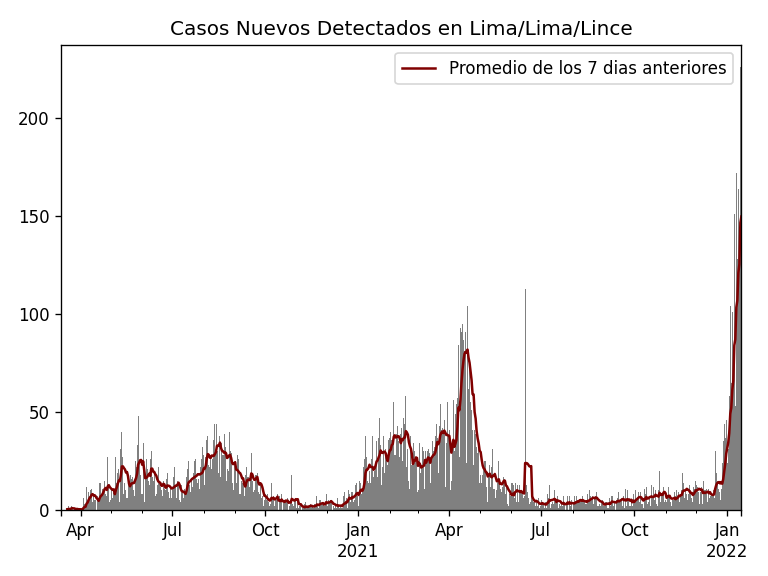 Casos Nuevos Detectados en Lima/Lima/Lince
Promedio de los 7 dias anteriores
200
150
100
50
0
Apr Jul Oct Jan Apr Jul Oct Jan
2021 2022